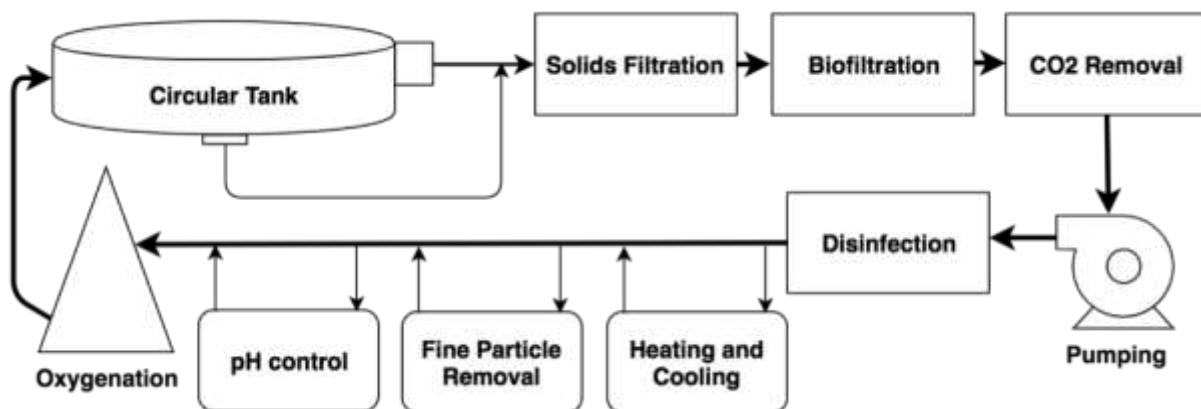 Circular Tank
Solids Filtration
Biofiltration
CO2 Removal
Disinfection
Pumping
Oxygenation
pH control
Fine Particle
Removal
Heating and
Cooling